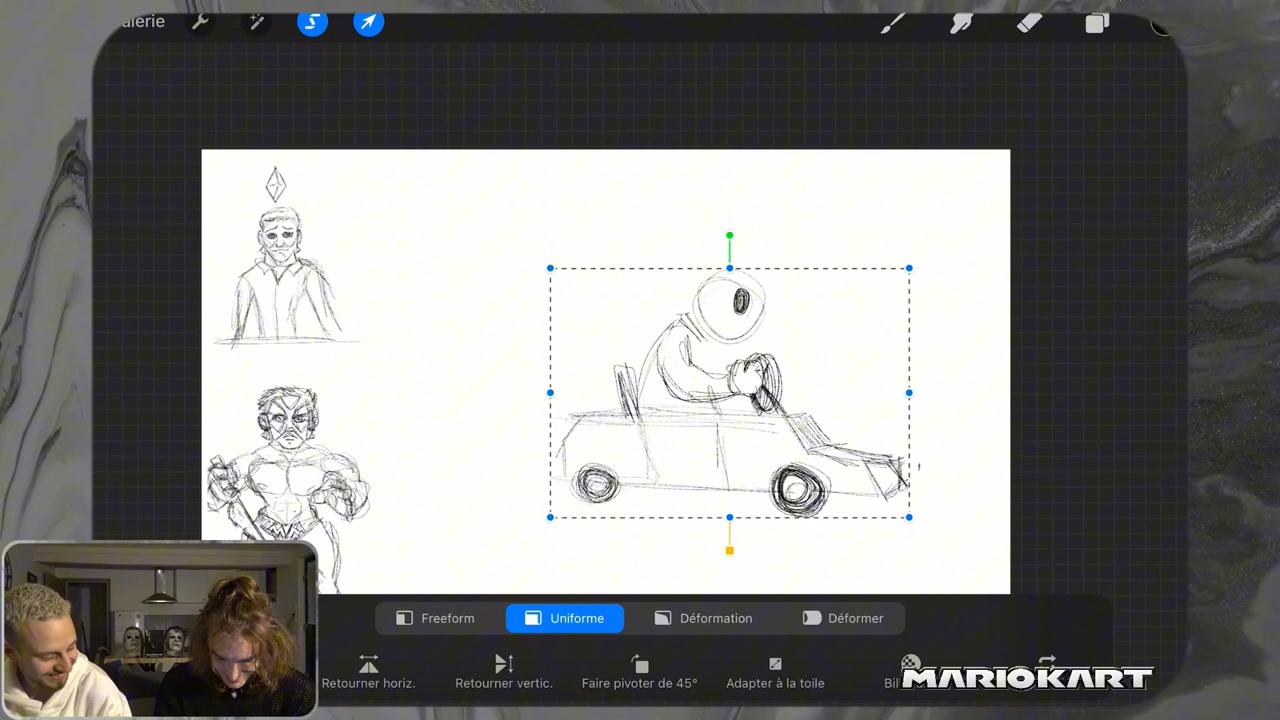 alerie
Freeform Uniforme Déformation Déformer
Retourner horiz. Retourner vertic. Faire pivoter de 45° Adapter à la toile
MARIOKART